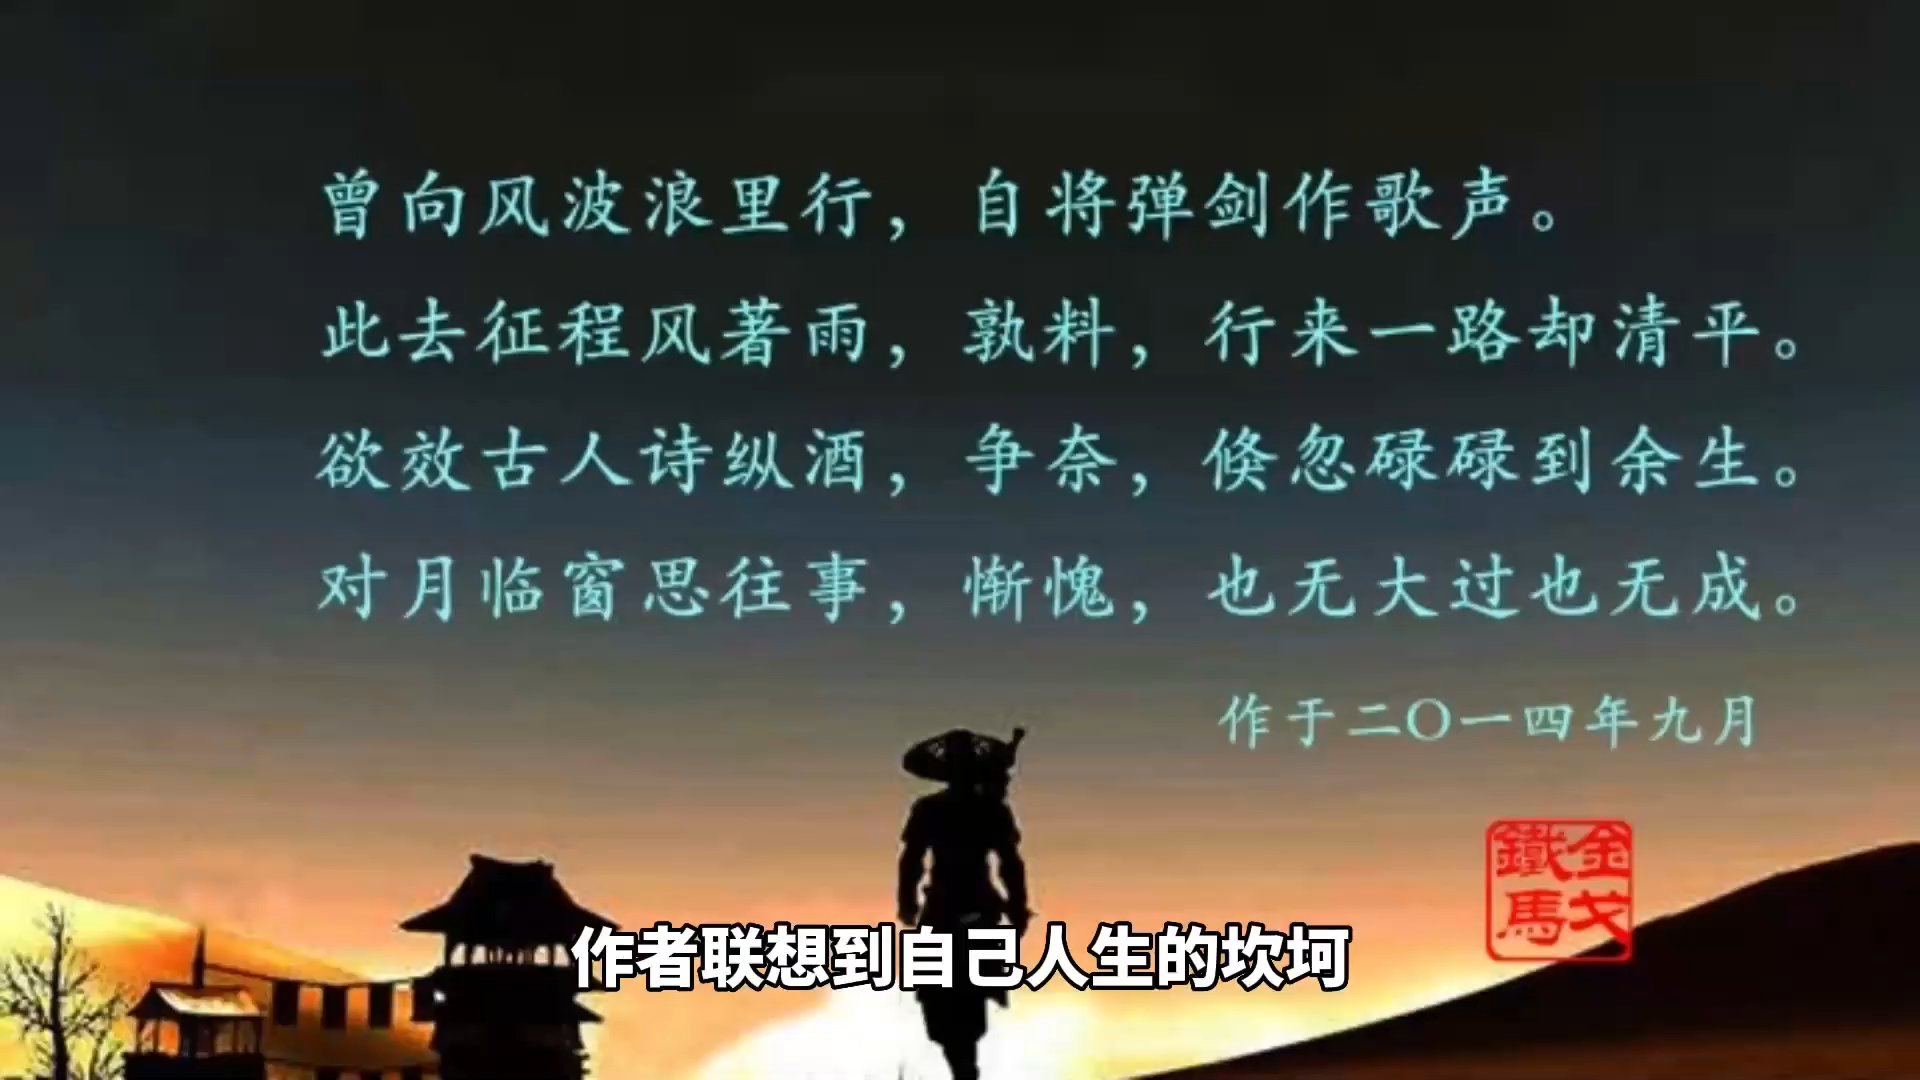 曾向风波浪里行，自将弹剑作歌声。
此去征程风著雨，孰料，行来一路却清平。
欲效古人诗纵酒，争奈，倏忽碌碌到余生。
对月临窗思往事，惭愧，也无大过也无成。
作于二〇一四年九月
金戈
鐵馬
作者联想到自己人生的坎坷